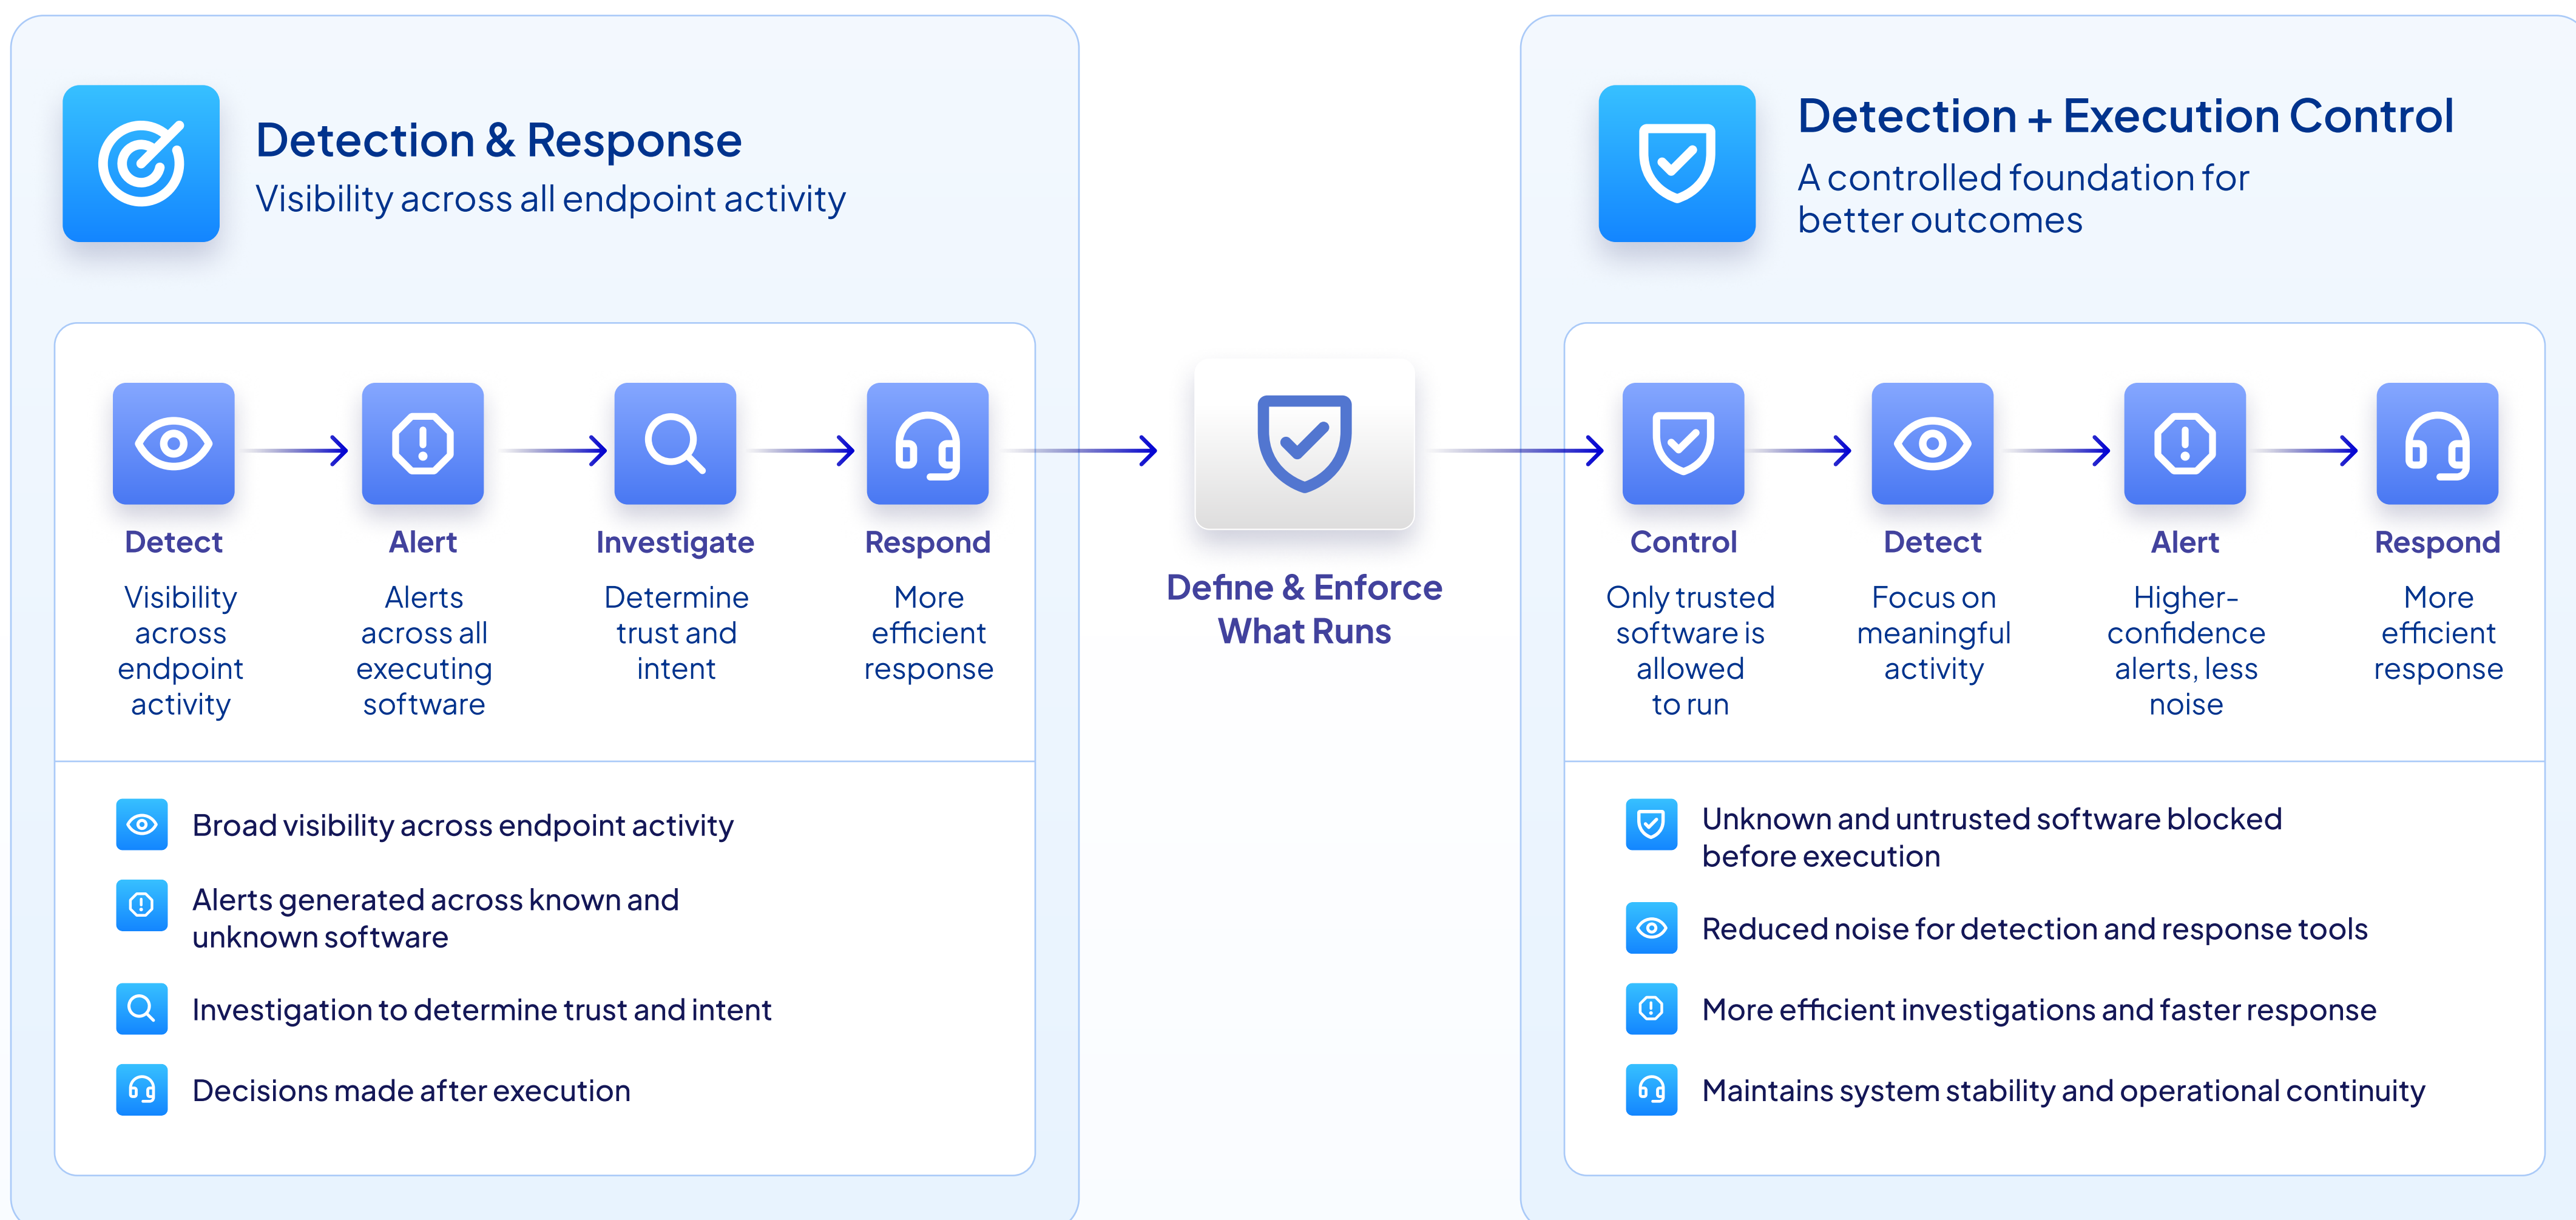 Detection & Response
Visibility across all endpoint activity
Detect
Visibility
across
endpoint
activity
Alert
Alerts
across all
executing
software
Investigate
Determine
trust and
intent
Respond
More
efficient
response
Broad visibility across endpoint activity
Alerts generated across known and
unknown software
Investigation to determine trust and intent
Decisions made after execution
Define & Enforce
What Runs
Detection + Execution Control
A controlled foundation for
better outcomes
Control
Only trusted
software is
allowed
to run
Detect
Focus on
meaningful
activity
Alert
Higher-
confidence
alerts, less
noise
Respond
More
efficient
response
Unknown and untrusted software blocked
before execution
Reduced noise for detection and response tools
More efficient investigations and faster response
Maintains system stability and operational continuity